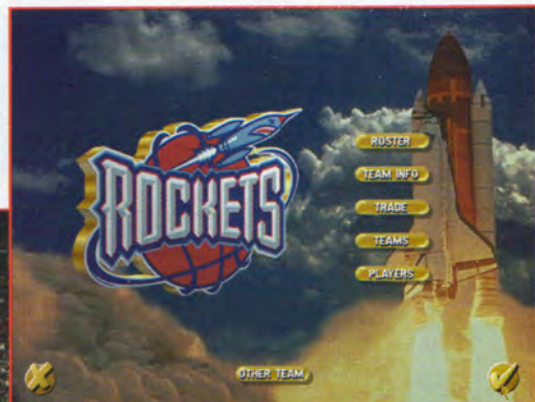 ROCKETS
ROSTER
TEAM INFO
TRADE
TEAMS
PLAYERS
OTHER TEAM